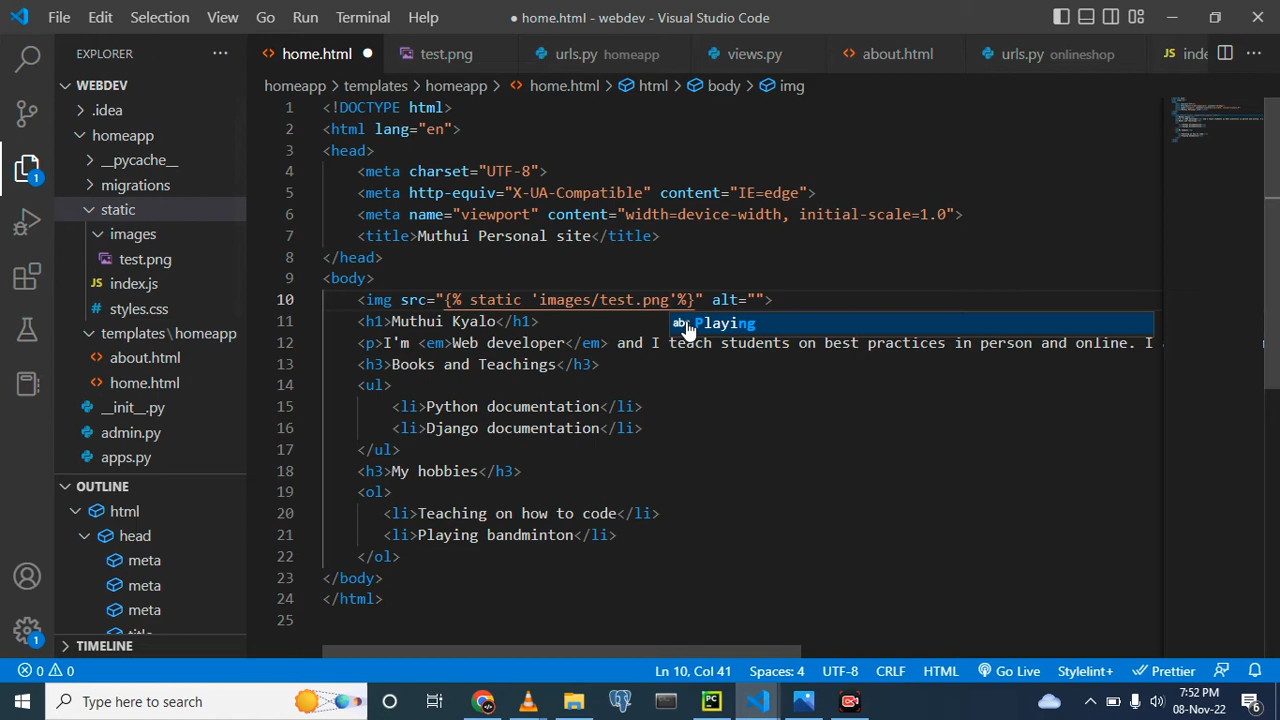 File Edit Selection View Go Run Terminal Help ● home.html - webdev - Visual Studio Code
EXPLORER ...
home.html ● test.png urls.py homeapp views.py about.html urls.py onlineshop JS ...
WEBDEV
homeapp > templates > homeapp > home.html > html > body > img
.idea
homeapp
__pycache__
migrations
static
images
test.png
JS index.js
styles.css
templates\homeapp
about.html
home.html
__init__.py
admin.py
apps.py
OUTLINE
html
head
meta
meta
meta
TIMELINE
1 <!DOCTYPE html>
2 <html lang="en">
3 <head>
4 <meta charset="UTF-8">
5 <meta http-equiv="X-UA-Compatible" content="IE=edge">
6 <meta name="viewport" content="width=device-width, initial-scale=1.0">
7 <title>Muthui Personal site</title>
8 </head>
9 <body>
10 <img src="{% static 'images/test.png'%}" alt="">
abc Playing
11 <h1>Muthui Kyalo</h1>
12 <p>I'm <em>Web developer</em> and I teach students on best practices in person and online. I
13 <h3>Books and Teachings</h3>
14 <ul>
15 <li>Python documentation</li>
16 <li>Django documentation</li>
17 </ul>
18 <h3>My hobbies</h3>
19 <ol>
20 <li>Teaching on how to code</li>
21 <li>Playing bandminton</li>
22 </ol>
23 </body>
24 </html>
25
1
1
0 0 Ln 10, Col 41 Spaces: 4 UTF-8 CRLF HTML Go Live Stylelint+ Prettier
Type here to search
7:52 PM
08-Nov-22
6